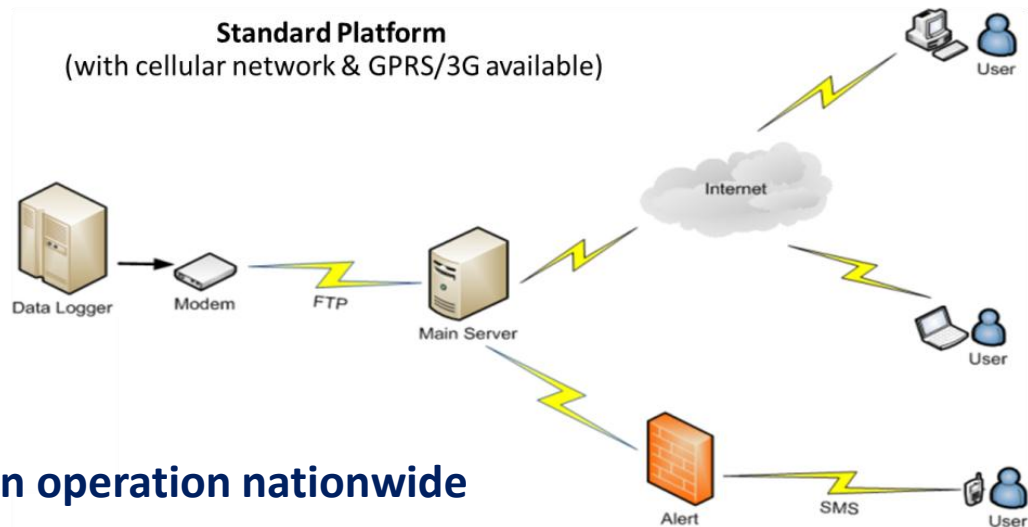 Standard Platform
(with cellular network & GPRS/3G available)
User
Internet
Data Logger
Modem
FTP
Main Server
User
n operation nationwide
Alert
SMS
User